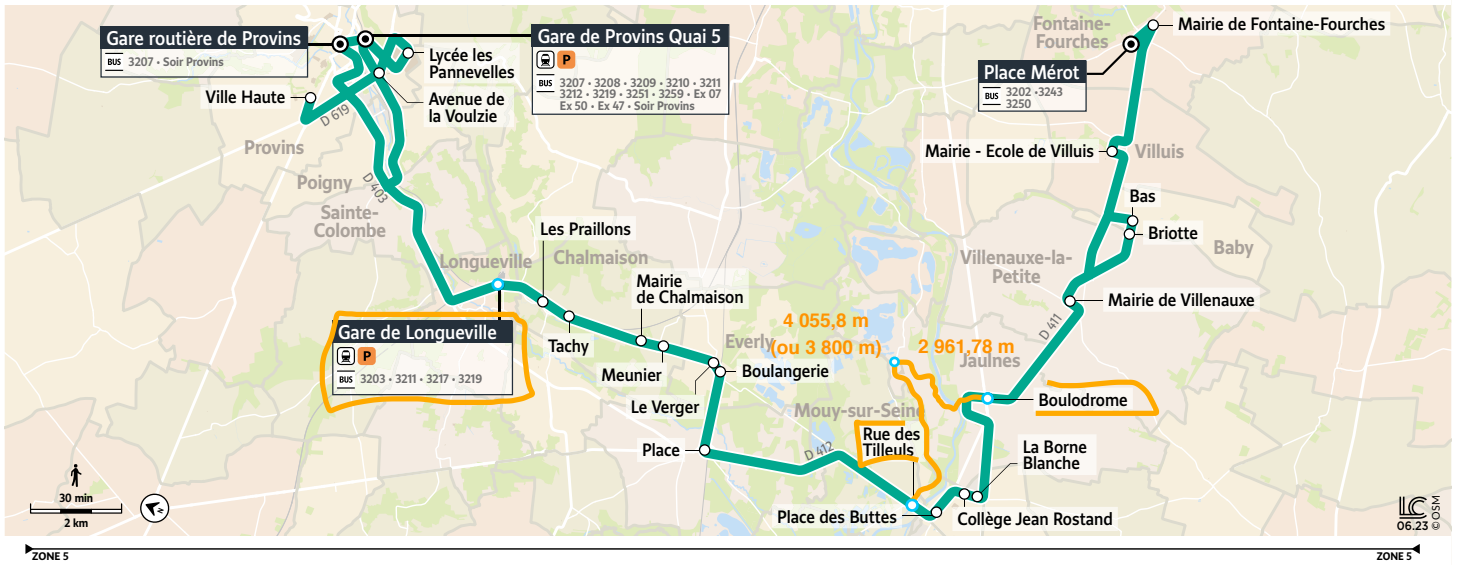 Gare routière de Provins
BUS 3207 • Soir Provins
Gare de Provins Quai 5
P
BUS 3207 • 3208 • 3209 • 3210 • 3211
3212 • 3219 • 3251 • 3259 • Ex 07
Ex 50 • Ex 47 • Soir Provins
Lycée les
Pannevelles
Ville Haute
Avenue de
la Voulzie
D 619
Provins
Poigny
D 403
Sainte-
Colombe
Fontaine-
Fourches
Mairie de Fontaine-Fourches
Place Mérot
BUS 3202 •3243
3250
Mairie - Ecole de Villuis
Villuis
Bas
Briotte
Baby
Villenauxe-la-
Petite
Mairie de Villenauxe
D 411
Longueville
Les Praillons
Chalmaison
Mairie
de Chalmaison
Gare de Longueville
P
BUS 3203 • 3211 • 3217 • 3219
Tachy
Meunier
Everly
Boulangerie
Le Verger
4 055,8 m
(ou 3 800 m)
2 961,78 m
Jaulnes
Boulodrome
Mouy-sur-Seine
Rue des
Tilleuls
Place
D 412
La Borne
Blanche
Place des Buttes
Collège Jean Rostand
30 min
2 km
LC
06.23
© OSM
ZONE 5
ZONE 5